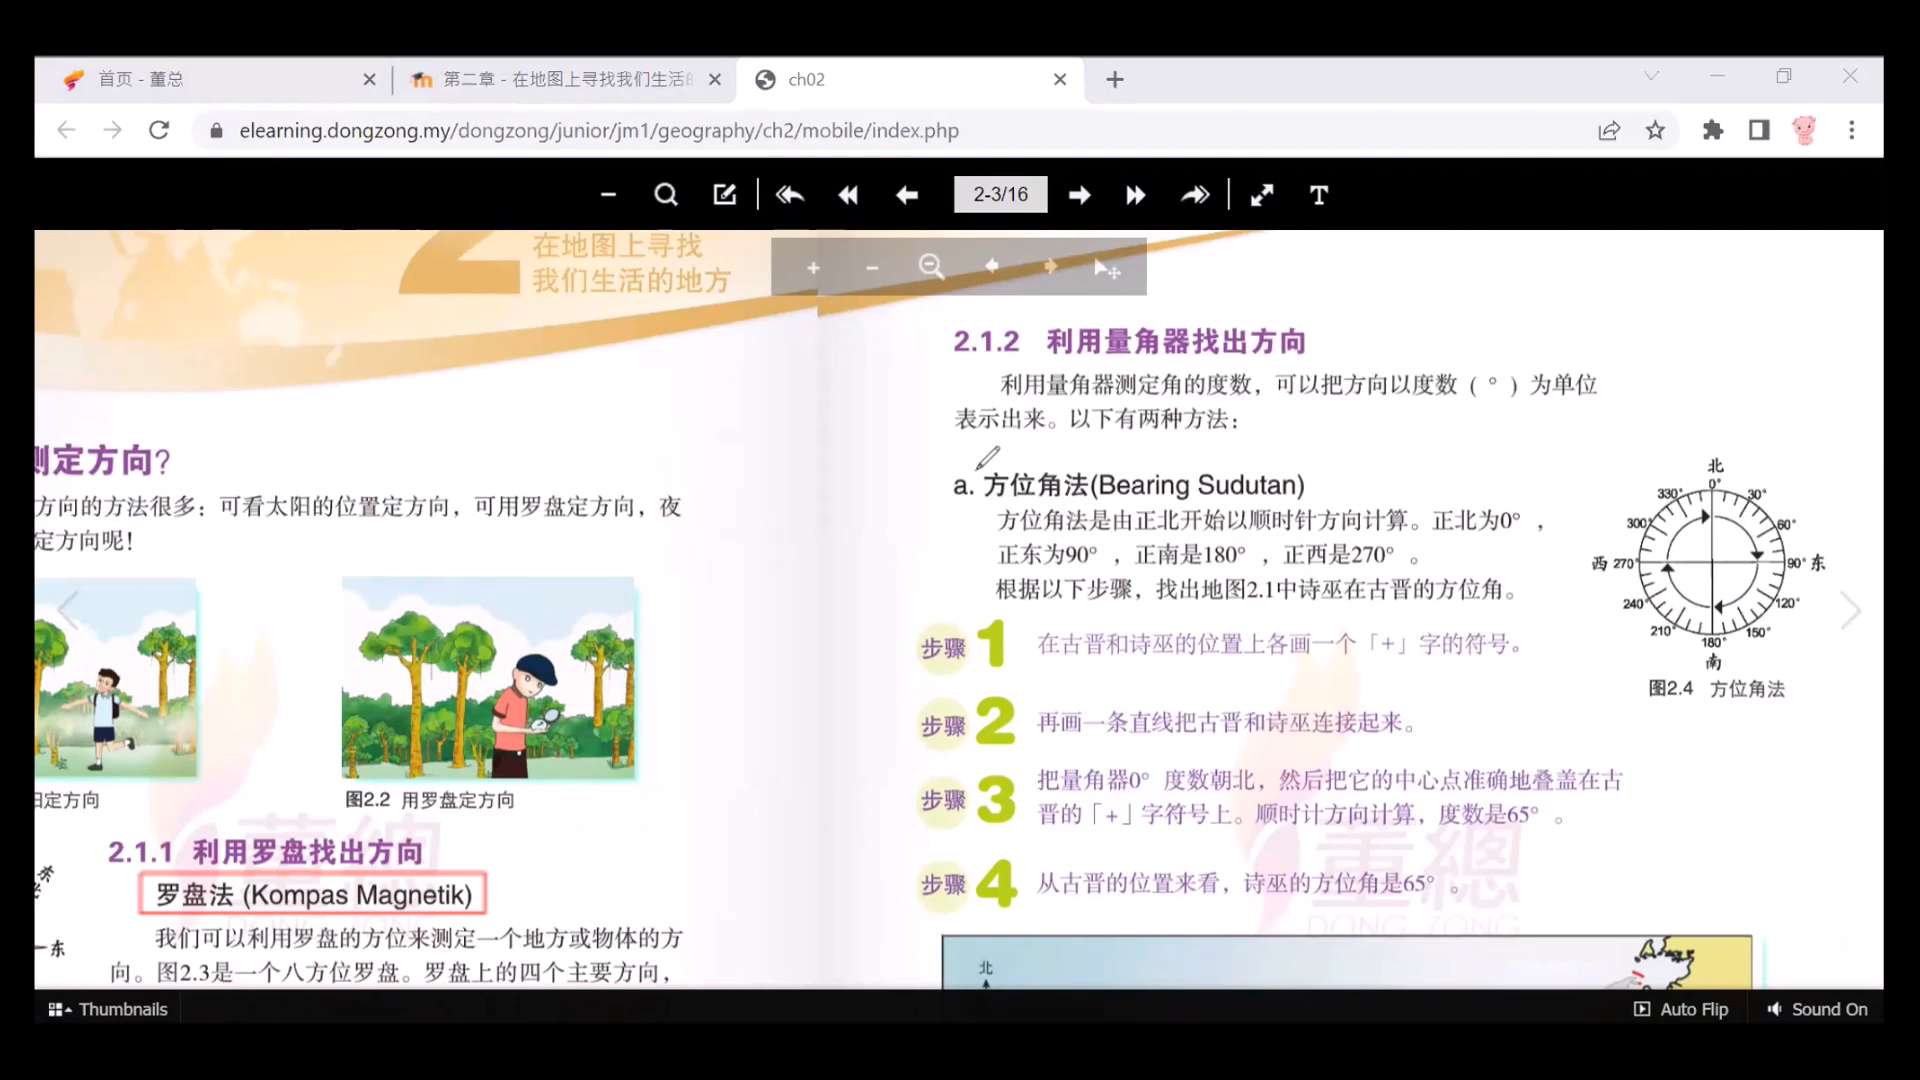 首页 - 董总
第二章 - 在地图上寻找我们生活的
ch02
elearning.dongzong.my/dongzong/junior/jm1/geography/ch2/mobile/index.php
2-3/16
2
在地图上寻找
我们生活的地方
测定方向?
方向的方法很多：可看太阳的位置定方向，可用罗盘定方向，夜
定方向呢！
阳定方向
图2.2 用罗盘定方向
2.1.1 利用罗盘找出方向
罗盘法 (Kompas Magnetik)
我们可以利用罗盘的方位来测定一个地方或物体的方
向。图2.3是一个八方位罗盘。罗盘上的四个主要方向，
东
2.1.2 利用量角器找出方向
利用量角器测定角的度数，可以把方向以度数（°）为单位
表示出来。以下有两种方法：
a. 方位角法(Bearing Sudutan)
方位角法是由正北开始以顺时针方向计算。正北为0°，
正东为90°，正南是180°，正西是270°。
根据以下步骤，找出地图2.1中诗巫在古晋的方位角。
步骤 1 在古晋和诗巫的位置上各画一个「+」字的符号。
步骤 2 再画一条直线把古晋和诗巫连接起来。
步骤 3 把量角器0°度数朝北，然后把它的中心点准确地叠盖在古
晋的「+」字符号上。顺时计方向计算，度数是65°。
步骤 4 从古晋的位置来看，诗巫的方位角是65°。
北
0°
330° 30°
300° 60°
西 270° 90° 东
240° 120°
210° 150°
180°
南
图2.4 方位角法
董總
DONG ZONG
董總
DONG ZONG
北
Thumbnails
Auto Flip
Sound On